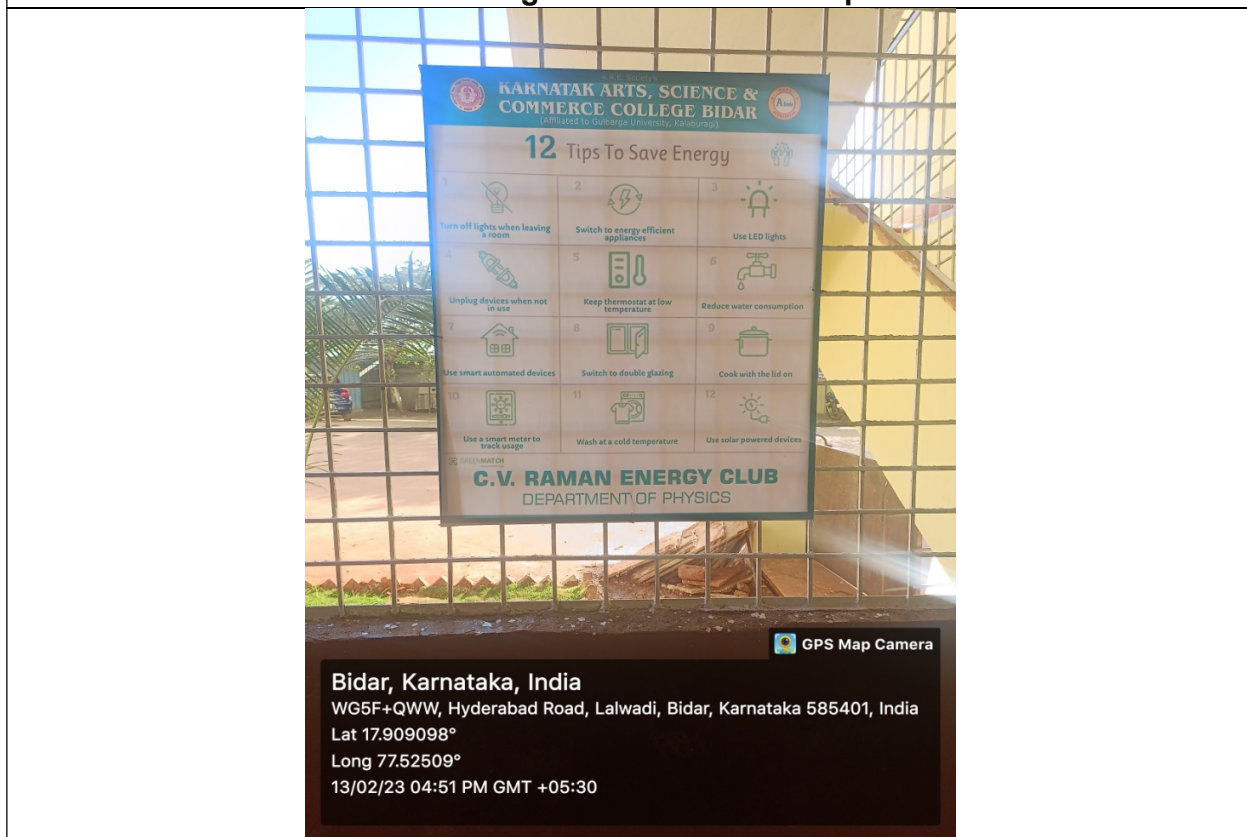 K.R.E. Society's
KARNATAK ARTS, SCIENCE &
COMMERCE COLLEGE BIDAR
(Affiliated to Gulbarga University, Kalaburagi)
12 Tips To Save Energy
1
Turn off lights when leaving
a room
2
Switch to energy efficient
appliances
3
Use LED lights
4
Unplug devices when not
in use
5
Keep thermostat at low
temperature
6
Reduce water consumption
7
Use smart automated devices
8
Switch to double glazing
9
Cook with the lid on
10
Use a smart meter to
track usage
11
Wash at a cold temperature
12
Use solar powered devices
GREENMATCH
C.V. RAMAN ENERGY CLUB
DEPARTMENT OF PHYSICS
GPS Map Camera
Bidar, Karnataka, India
WG5F+QWW, Hyderabad Road, Lalwadi, Bidar, Karnataka 585401, India
Lat 17.909098°
Long 77.52509°
13/02/23 04:51 PM GMT +05:30